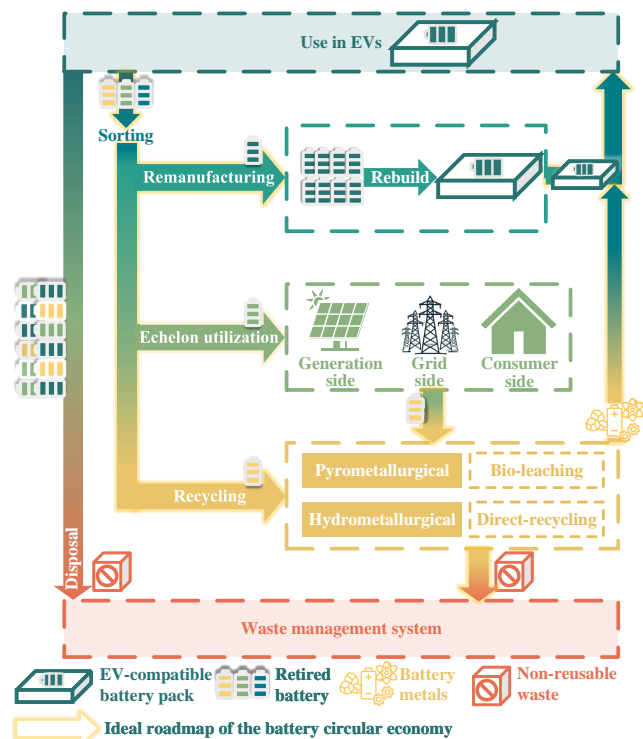 Use in EVs
Sorting
Remanufacturing
Rebuild
Echelon utilization
Generation
side
Grid
side
Consumer
side
Recycling
Pyrometallurgical
Bio-leaching
Hydrometallurgical
Direct-recycling
Disposal
Waste management system
EV-compatible
battery pack
Retired
battery
Battery
metals
Non-reusable
waste
Ideal roadmap of the battery circular economy